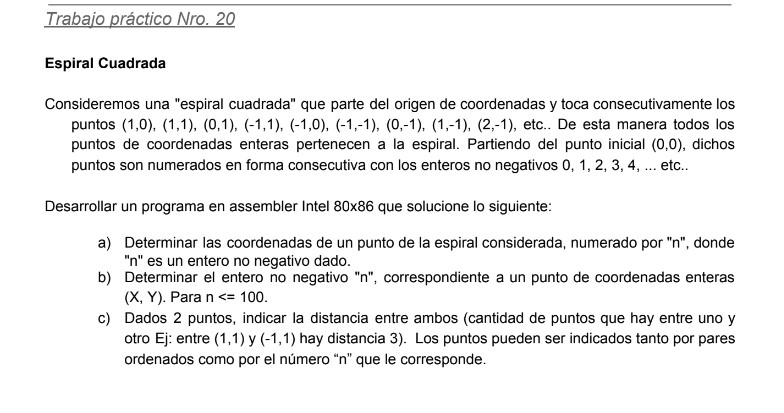 Trabajo práctico Nro. 20
Espiral Cuadrada
Consideremos una "espiral cuadrada" que parte del origen de coordenadas y toca consecutivamente los
puntos (1,0), (1,1), (0,1), (-1,1), (-1,0), (-1,-1), (0,-1), (1,-1), (2,-1), etc.. De esta manera todos los
puntos de coordenadas enteras pertenecen a la espiral. Partiendo del punto inicial (0,0), dichos
puntos son numerados en forma consecutiva con los enteros no negativos 0, 1, 2, 3, 4, ... etc..
Desarrollar un programa en assembler Intel 80x86 que solucione lo siguiente:
a) Determinar las coordenadas de un punto de la espiral considerada, numerado por "n", donde
"n" es un entero no negativo dado.
b) Determinar el entero no negativo "n", correspondiente a un punto de coordenadas enteras
(X, Y). Para n <= 100.
c) Dados 2 puntos, indicar la distancia entre ambos (cantidad de puntos que hay entre uno y
otro Ej: entre (1,1) y (-1,1) hay distancia 3). Los puntos pueden ser indicados tanto por pares
ordenados como por el número “n” que le corresponde.